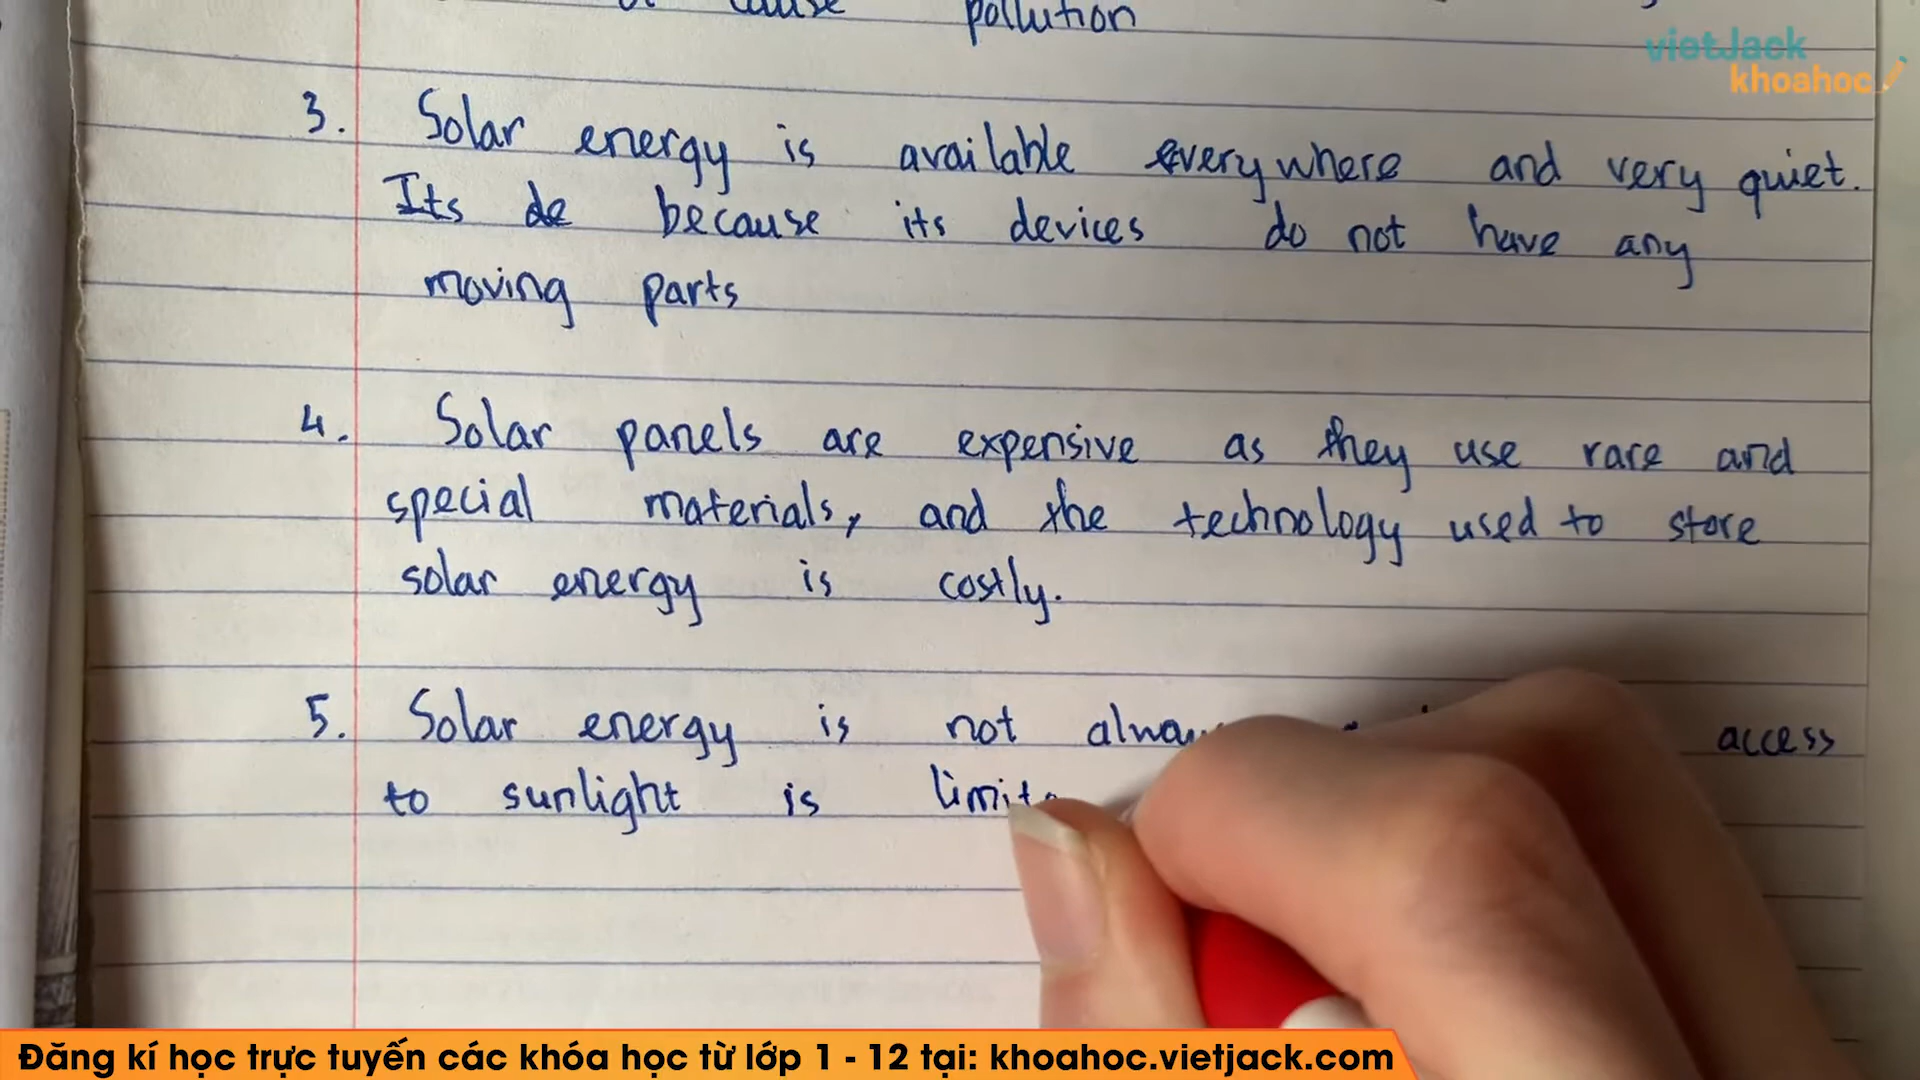 cause pollution
vietJack
khoahoc
3. Solar energy is available everywhere and very quiet.
Its de because its devices do not have any
moving parts
4. Solar panels are expensive as they use rare and
special materials, and the technology used to store
solar energy is costly.
5. Solar energy is not access
to sunlight is
Đăng kí học trực tuyến các khóa học từ lớp 1 - 12 tại: khoahoc.vietjack.com